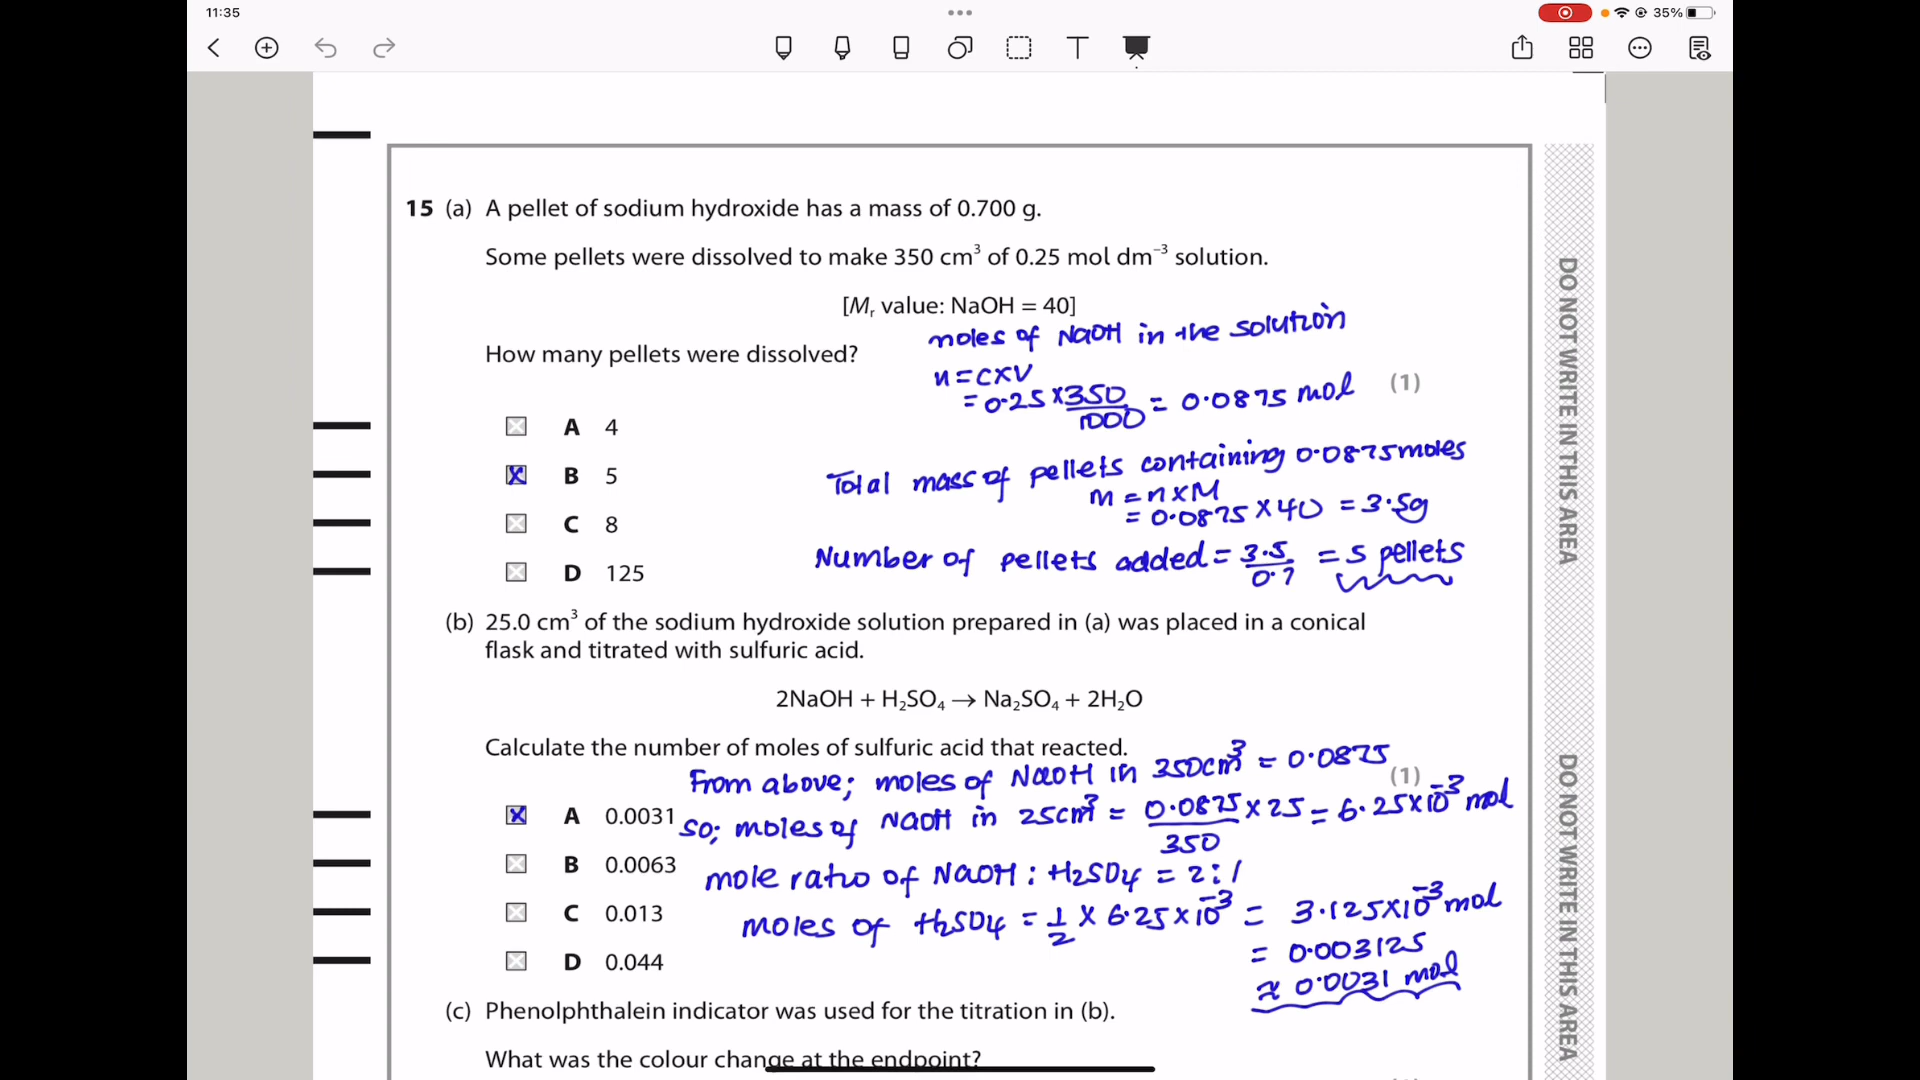 11:35
35%
15 (a) A pellet of sodium hydroxide has a mass of 0.700 g.
Some pellets were dissolved to make 350 cm³ of 0.25 mol dm⁻³ solution.
[Mᵣ value: NaOH = 40]
moles of NaOH in the solution
How many pellets were dissolved?
n = c×V
= 0.25 × 350/1000 = 0.0875 mol
(1)
A 4
B 5
C 8
D 125
Total mass of pellets containing 0.0875 moles
m = n×M
= 0.0875 × 40 = 3.5g
Number of pellets added = 3.5/0.7 = 5 pellets
(b) 25.0 cm³ of the sodium hydroxide solution prepared in (a) was placed in a conical
flask and titrated with sulfuric acid.
2NaOH + H₂SO₄ → Na₂SO₄ + 2H₂O
Calculate the number of moles of sulfuric acid that reacted.
From above; moles of NaOH in 350cm³ = 0.0875
(1)
A 0.0031
B 0.0063
C 0.013
D 0.044
so; moles of NaOH in 25cm³ = 0.0875/350 × 25 = 6.25×10⁻³ mol
mole ratio of NaOH : H₂SO₄ = 2:1
moles of H₂SO₄ = 1/2 × 6.25×10⁻³ = 3.125×10⁻³ mol
= 0.003125
≈ 0.0031 mol
(c) Phenolphthalein indicator was used for the titration in (b).
What was the colour change at the endpoint?
DO NOT WRITE IN THIS AREA
DO NOT WRITE IN THIS AREA